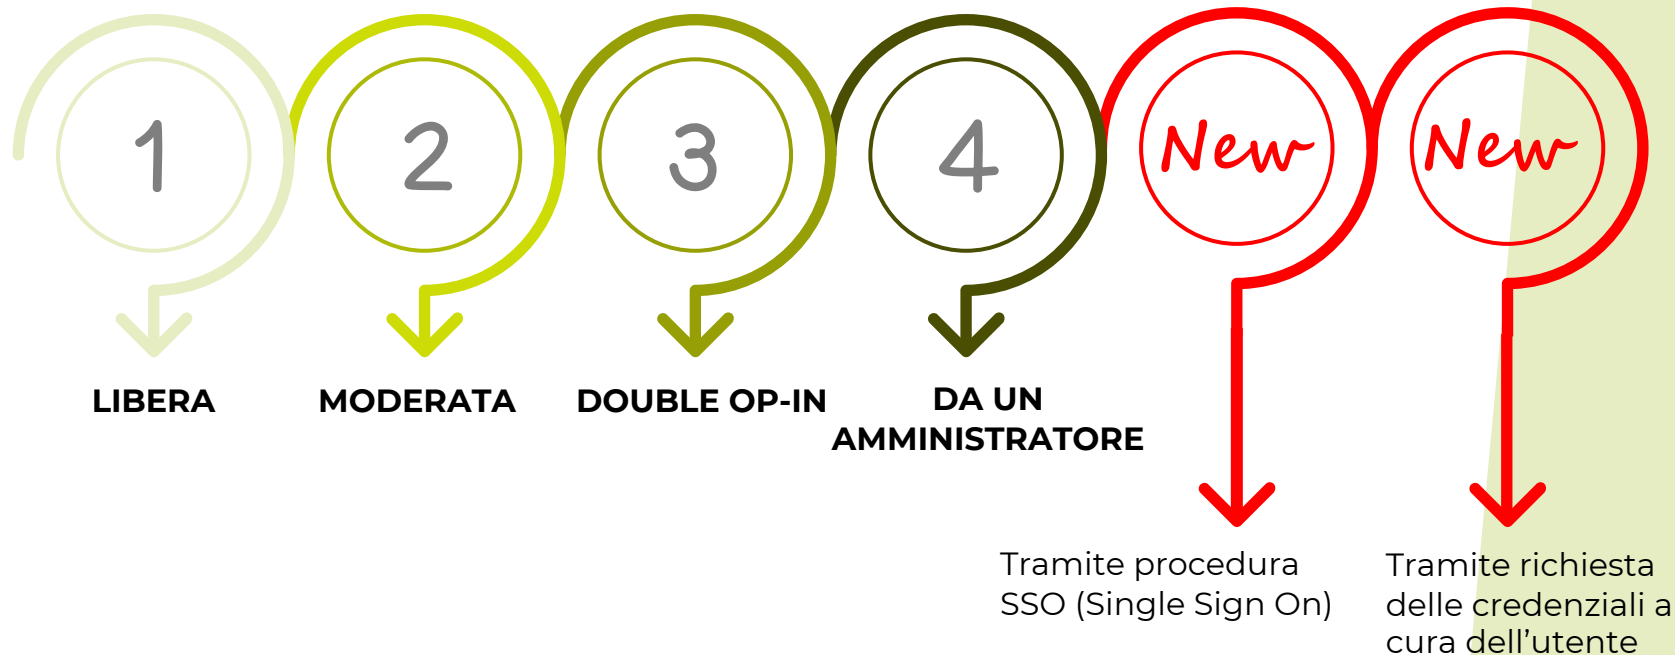 1
2
3
4
New
New
LIBERA
MODERATA
DOUBLE OP-IN
DA UN
AMMINISTRATORE
Tramite procedura
SSO (Single Sign On)
Tramite richiesta
delle credenziali a
cura dell'utente